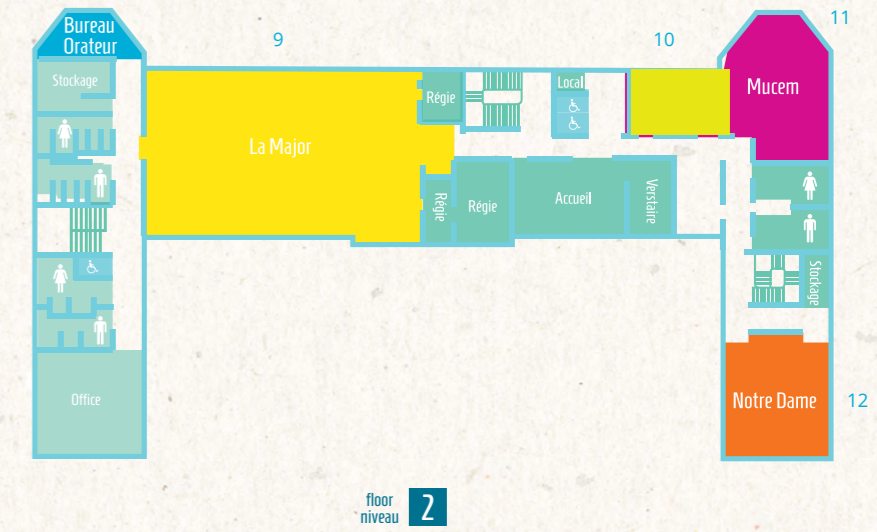 Bureau
Orateur
9
10
11
Stockage
La Major
Régie
Local
Mucem
Régie
Régie
Accueil
Verstaire
Stockage
Office
Notre Dame
12
floor
niveau
2